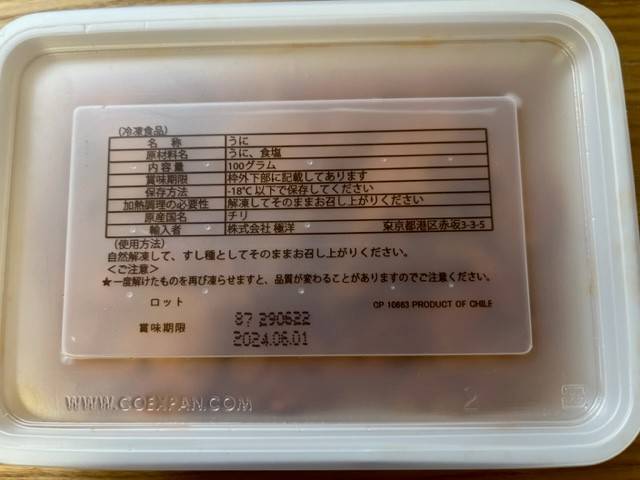 (冷凍食品)
名 称 うに
原材料名 うに、食塩
内容量 100グラム
賞味期限 枠外下部に記載してあります
保存方法 -18℃以下で保存してください
加熱調理の必要性 解凍してそのままお召し上がりください
原産国名 チリ
輸入者 株式会社 極洋 東京都港区赤坂3-3-5
(使用方法)
自然解凍して、すし種としてそのままお召し上がりください。
<ご注意>
★一度解けたものを再び凍らせますと、品質が変わることがありますのでご注意ください。
ロット CP 10663 PRODUCT OF CHILE
87 290622
賞味期限 2024.06.01
WWW.COEXPAN.COM 2